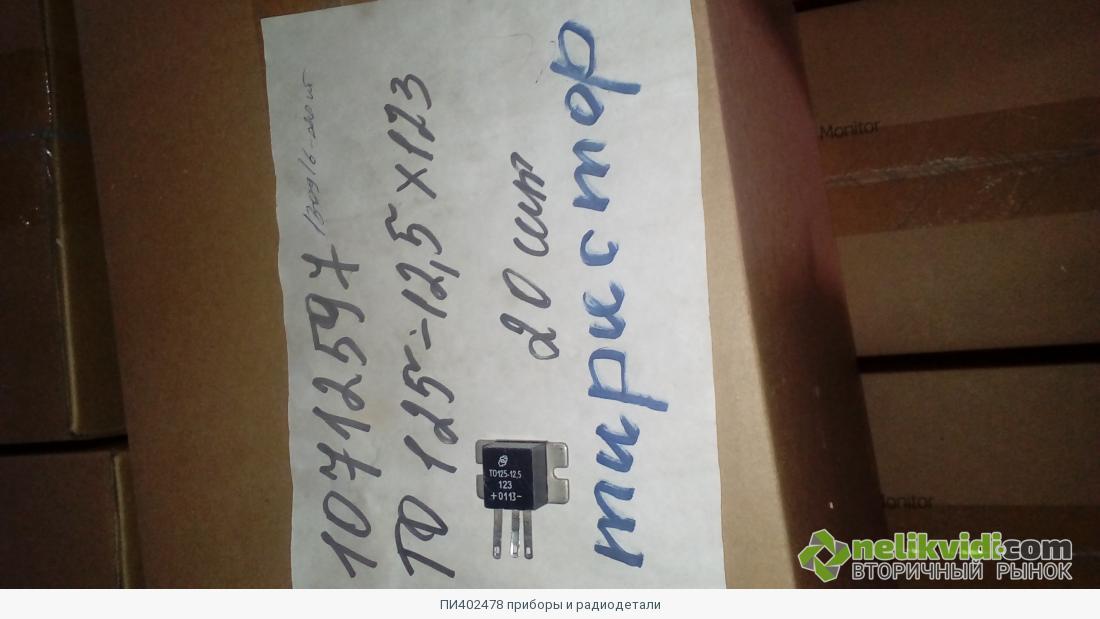 10712597
ТО 125-12,5 х 123
20 шт
тиристор
ТО125-12,5
123
+0113-
Monitor
onitor
nelikvidi.com
ВТОРИЧНЫЙ РЫНОК
ПИ402478 приборы и радиодетали